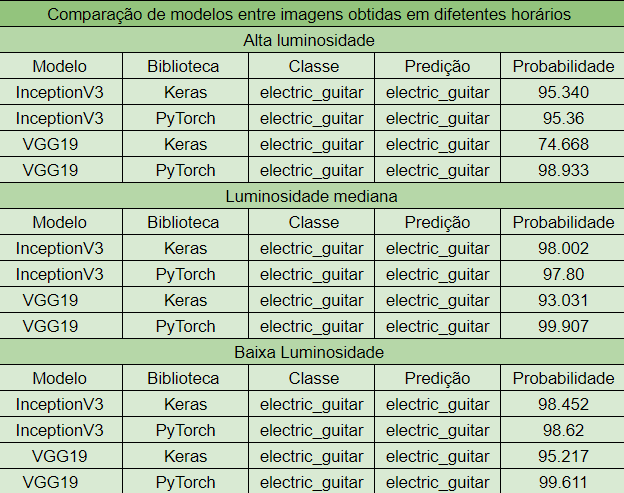 Comparação de modelos entre imagens obtidas em difetentes horários
Alta luminosidade
Modelo Biblioteca Classe Predição Probabilidade
InceptionV3 Keras electric_guitar electric_guitar 95.340
InceptionV3 PyTorch electric_guitar electric_guitar 95.36
VGG19 Keras electric_guitar electric_guitar 74.668
VGG19 PyTorch electric_guitar electric_guitar 98.933
Luminosidade mediana
Modelo Biblioteca Classe Predição Probabilidade
InceptionV3 Keras electric_guitar electric_guitar 98.002
InceptionV3 PyTorch electric_guitar electric_guitar 97.80
VGG19 Keras electric_guitar electric_guitar 93.031
VGG19 PyTorch electric_guitar electric_guitar 99.907
Baixa Luminosidade
Modelo Biblioteca Classe Predição Probabilidade
InceptionV3 Keras electric_guitar electric_guitar 98.452
InceptionV3 PyTorch electric_guitar electric_guitar 98.62
VGG19 Keras electric_guitar electric_guitar 95.217
VGG19 PyTorch electric_guitar electric_guitar 99.611